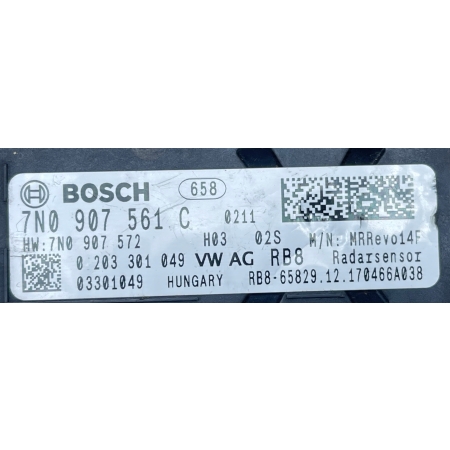 BOSCH 658
7N0 907 561 C 0211
HW:7N0 907 572 H03 02S M/N: MRRevo14F
0 203 301 049 VW AG RB8 Radarsensor
03301049 HUNGARY RB8-65829.12.170466A038